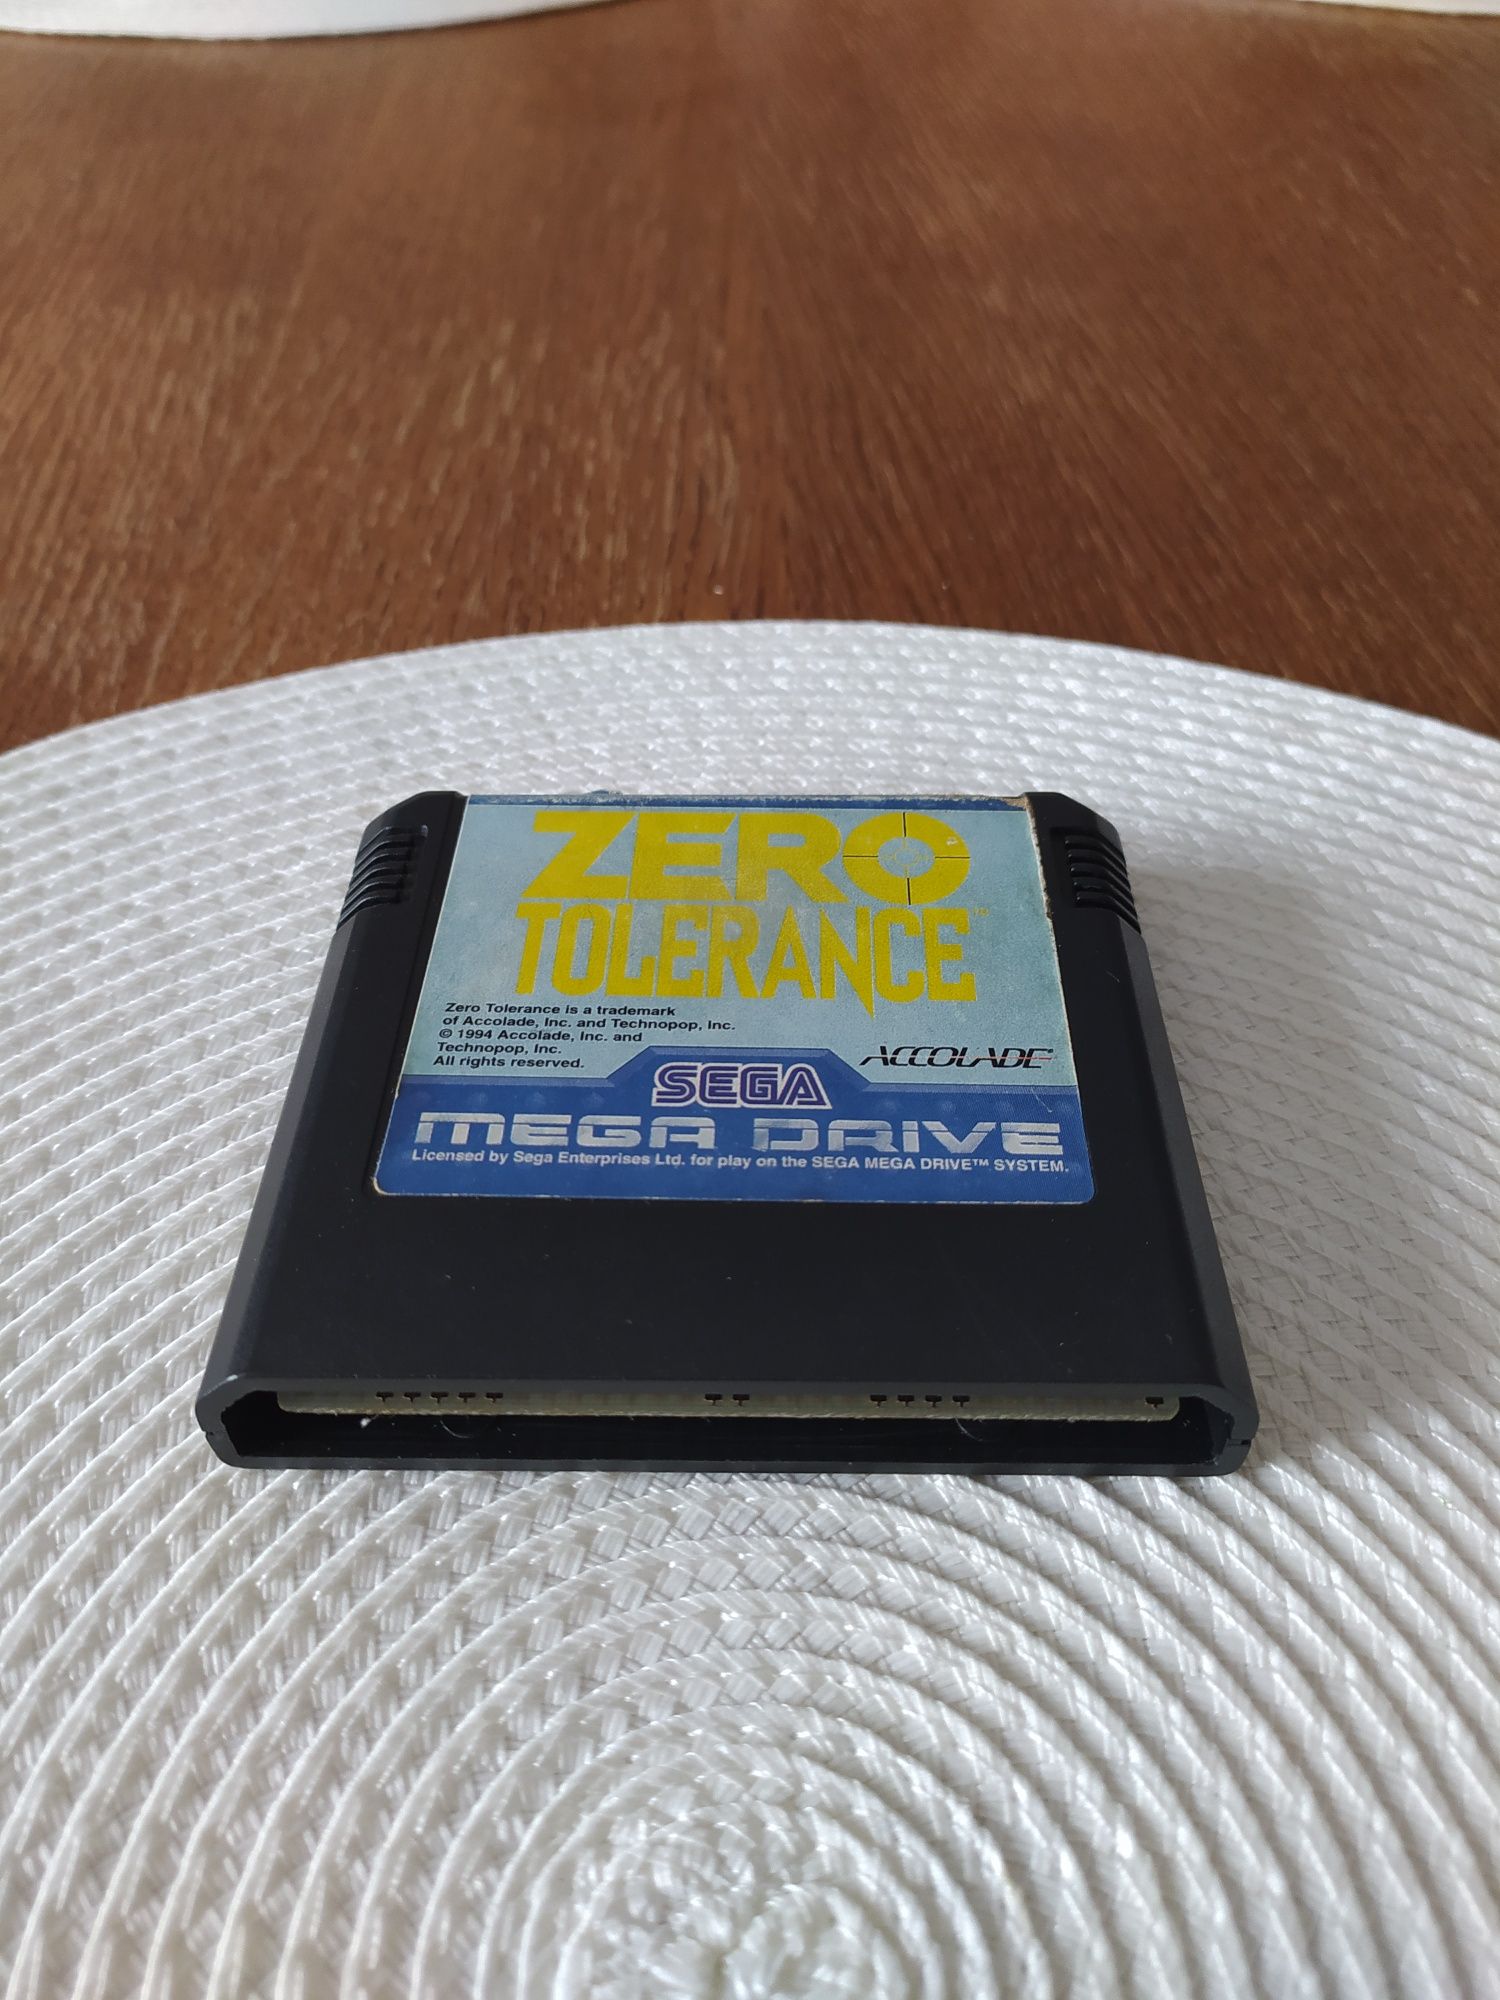 ZERO
TOLERANCE™
Zero Tolerance is a trademark
of Accolade, Inc. and Technopop, Inc.
© 1994 Accolade, Inc. and
Technopop, Inc.
All rights reserved.
ACCOLADE
SEGA
MEGA DRIVE
Licensed by Sega Enterprises Ltd. for play on the SEGA MEGA DRIVE™ SYSTEM.